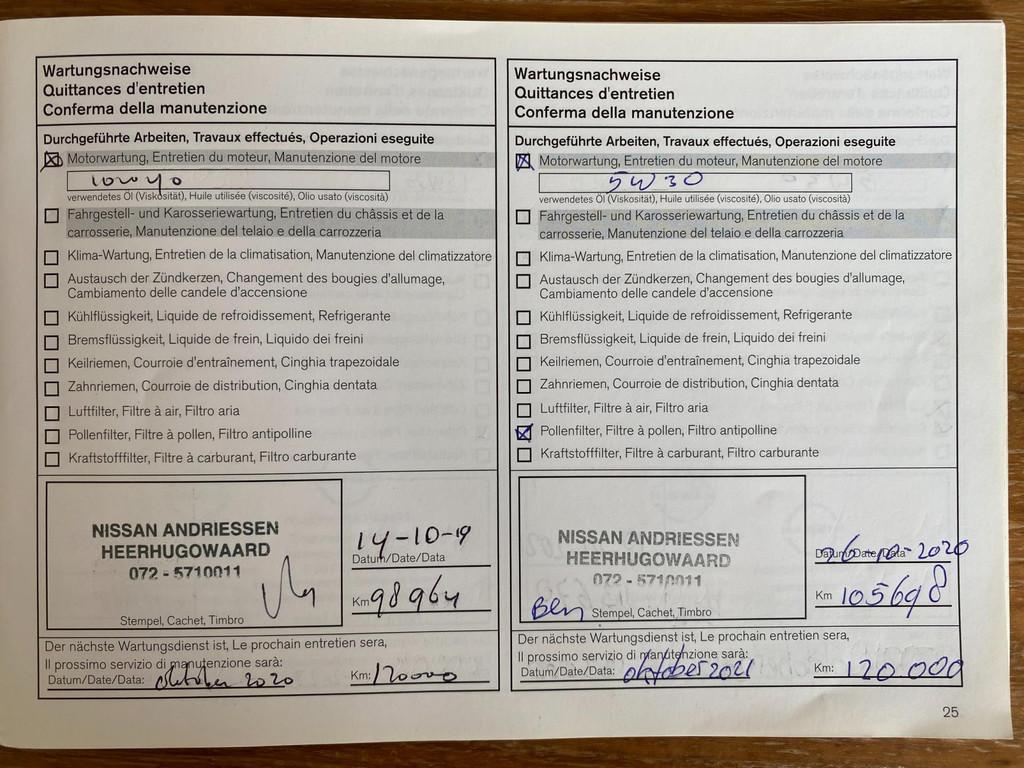 Wartungsnachweise
Quittances d'entretien
Conferma della manutenzione
Durchgeführte Arbeiten, Travaux effectués, Operazioni eseguite
Motorwartung, Entretien du moteur, Manutenzione del motore
10W40
verwendetes Öl (Viskosität), Huile utilisée (viscosité), Olio usato (viscosità)
Fahrgestell- und Karosseriewartung, Entretien du châssis et de la
carrosserie, Manutenzione del telaio e della carrozzeria
Klima-Wartung, Entretien de la climatisation, Manutenzione del climatizzatore
Austausch der Zündkerzen, Changement des bougies d'allumage,
Cambiamento delle candele d'accensione
Kühlflüssigkeit, Liquide de refroidissement, Refrigerante
Bremsflüssigkeit, Liquide de frein, Liquido dei freini
Keilriemen, Courroie d'entraînement, Cinghia trapezoidale
Zahnriemen, Courroie de distribution, Cinghia dentata
Luftfilter, Filtre à air, Filtro aria
Pollenfilter, Filtre à pollen, Filtro antipolline
Kraftstofffilter, Filtre à carburant, Filtro carburante
NISSAN ANDRIESSEN
HEERHUGOWAARD
072 - 5710011
Stempel, Cachet, Timbro
14-10-19
Datum/Date/Data
Km 98964
Der nächste Wartungsdienst ist, Le prochain entretien sera,
Il prossimo servizio di manutenzione sarà:
Datum/Date/Data: oktober 2020 Km: 120000
Wartungsnachweise
Quittances d'entretien
Conferma della manutenzione
Durchgeführte Arbeiten, Travaux effectués, Operazioni eseguite
Motorwartung, Entretien du moteur, Manutenzione del motore
5W30
verwendetes Öl (Viskosität), Huile utilisée (viscosité), Olio usato (viscosità)
Fahrgestell- und Karosseriewartung, Entretien du châssis et de la
carrosserie, Manutenzione del telaio e della carrozzeria
Klima-Wartung, Entretien de la climatisation, Manutenzione del climatizzatore
Austausch der Zündkerzen, Changement des bougies d'allumage,
Cambiamento delle candele d'accensione
Kühlflüssigkeit, Liquide de refroidissement, Refrigerante
Bremsflüssigkeit, Liquide de frein, Liquido dei freini
Keilriemen, Courroie d'entraînement, Cinghia trapezoidale
Zahnriemen, Courroie de distribution, Cinghia dentata
Luftfilter, Filtre à air, Filtro aria
Pollenfilter, Filtre à pollen, Filtro antipolline
Kraftstofffilter, Filtre à carburant, Filtro carburante
NISSAN ANDRIESSEN
HEERHUGOWAARD
072 - 5710011
Ben Stempel, Cachet, Timbro
26-10-2020
Datum/Date/Data
Km 105698
Der nächste Wartungsdienst ist, Le prochain entretien sera,
Il prossimo servizio di manutenzione sarà:
Datum/Date/Data: oktober 2021 Km: 120.000
25